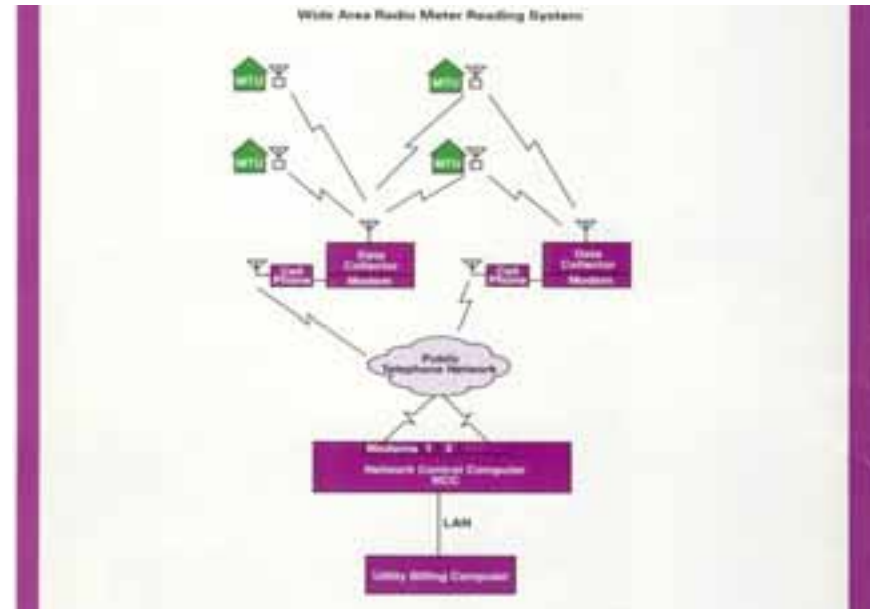 Wide Area Radio Meter Reading System
MTU
MTU
MTU
MTU
Data
Collector
Modem
Cell
Phone
Data
Collector
Modem
Cell
Phone
Public
Telephone Network
Modems 1 2
Network Control Computer
NCC
LAN
Utility Billing Computer